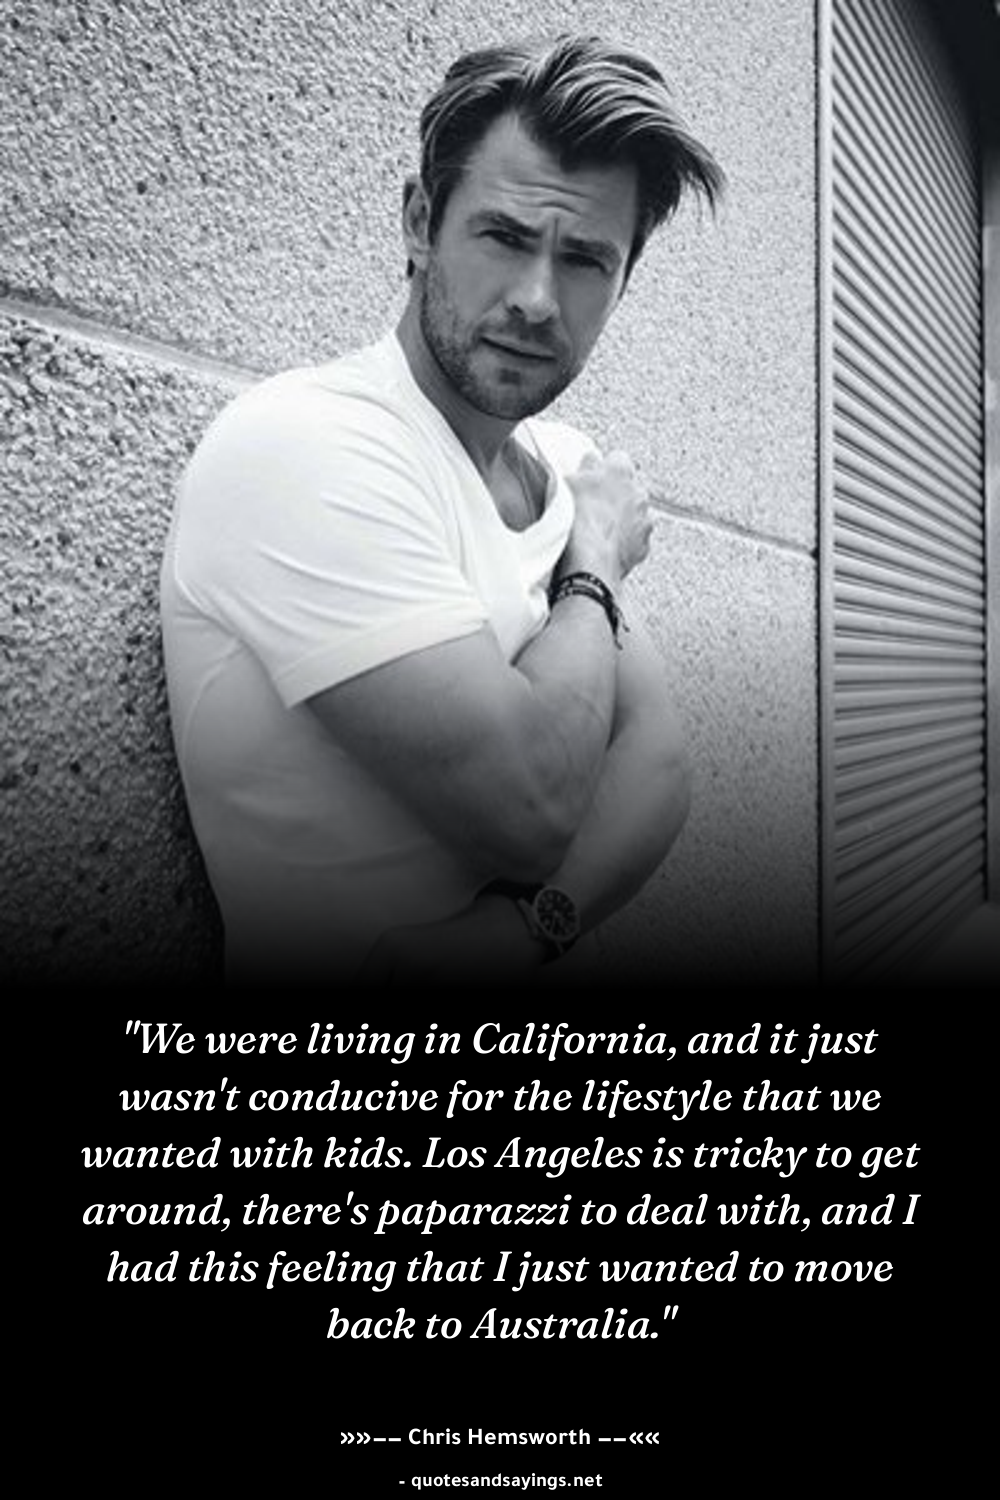 "We were living in California, and it just
wasn't conducive for the lifestyle that we
wanted with kids. Los Angeles is tricky to get
around, there's paparazzi to deal with, and I
had this feeling that I just wanted to move
back to Australia."
»»−− Chris Hemsworth −−««
- quotesandsayings.net